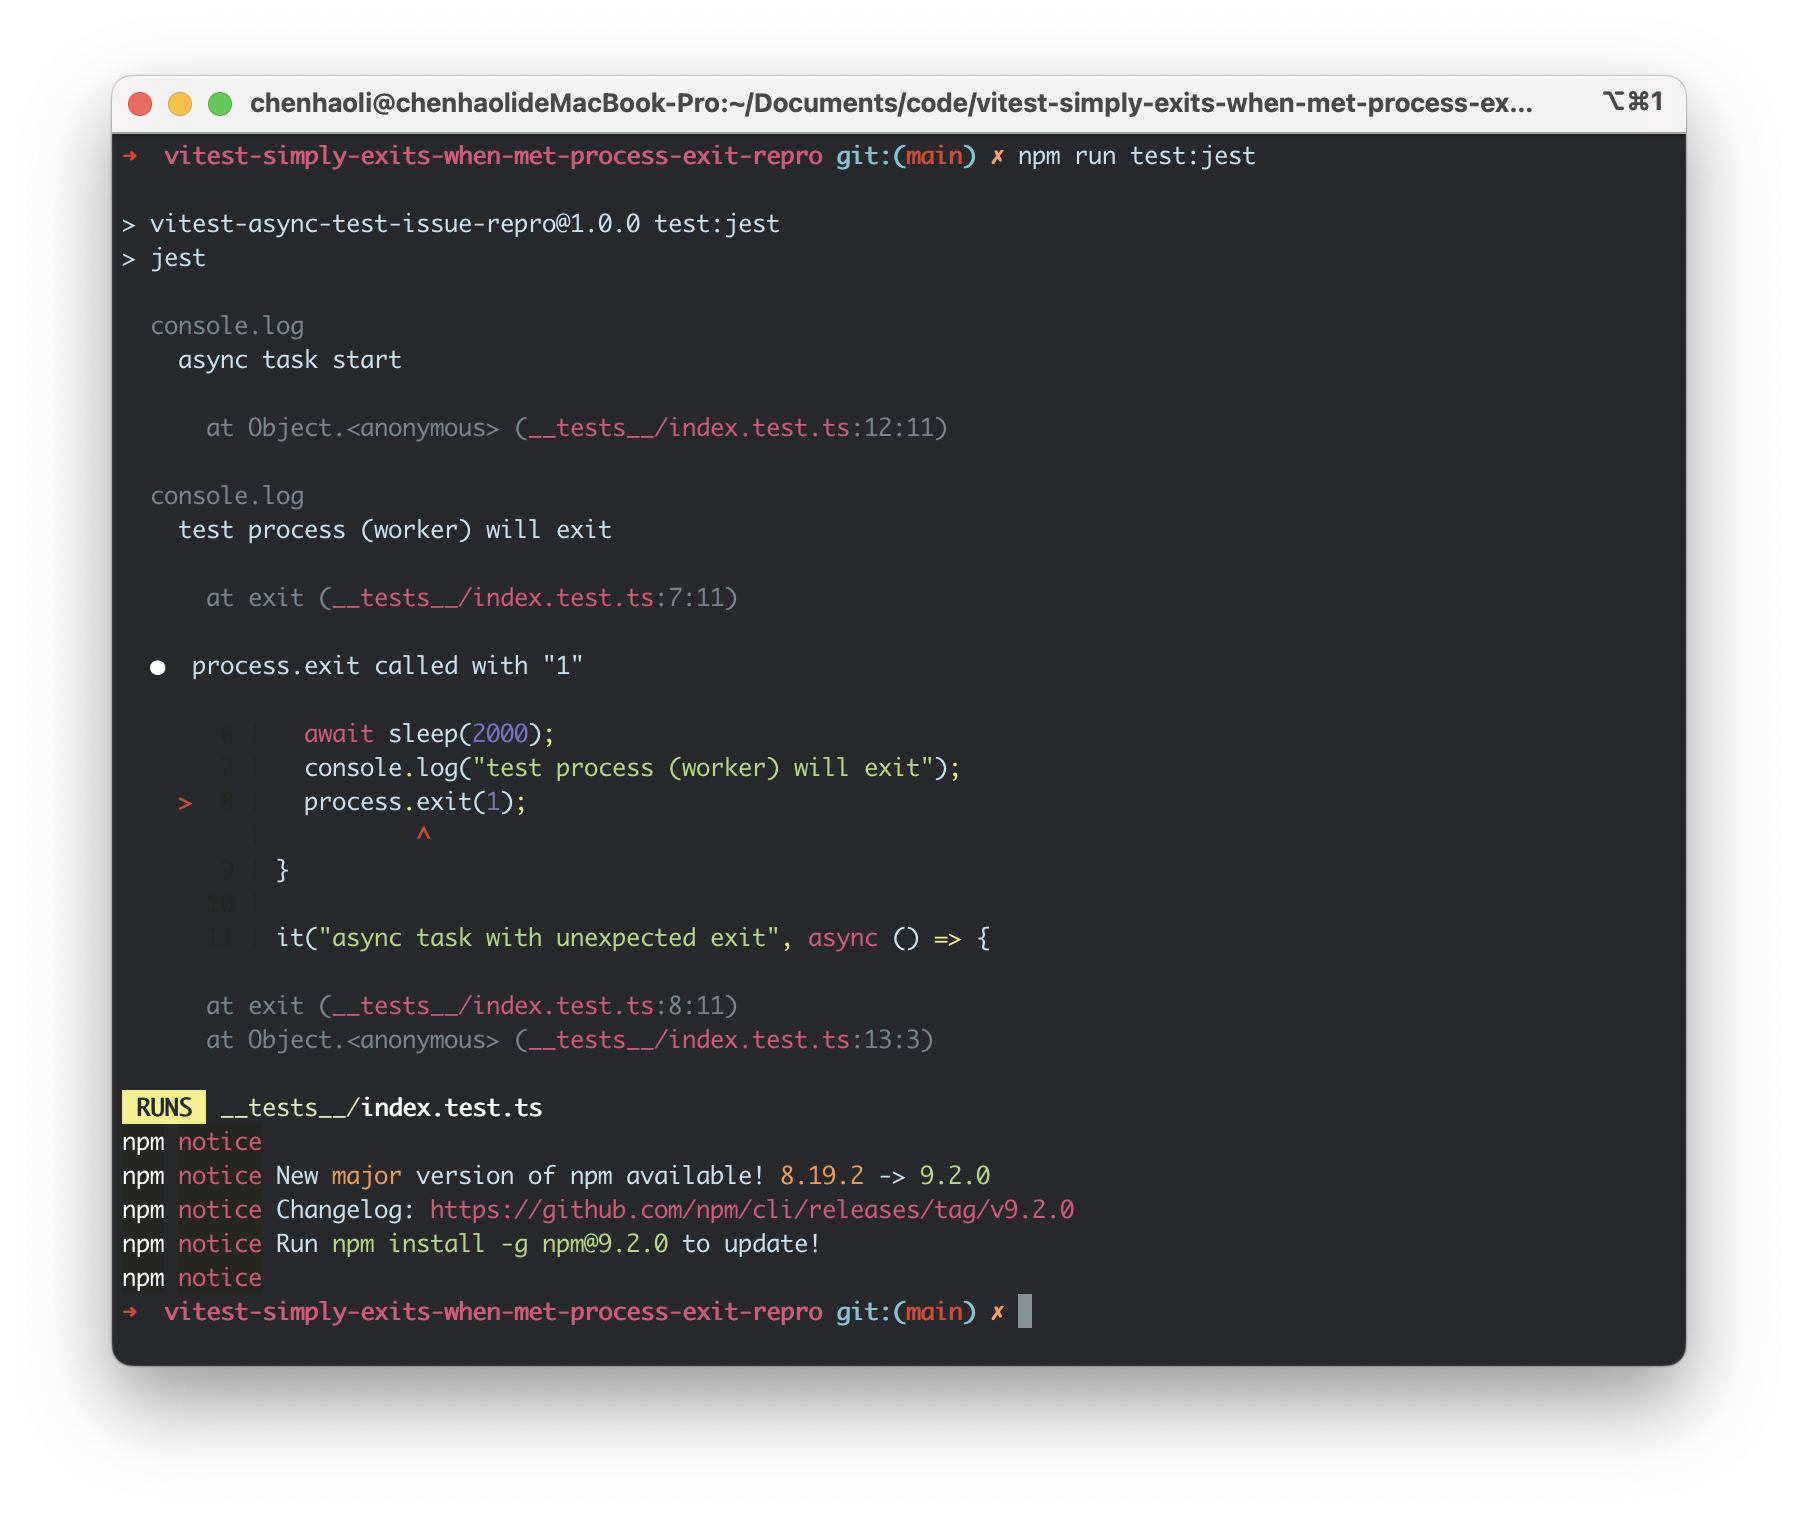 chenhaoli@chenhaolideMacBook-Pro:~/Documents/code/vitest-simply-exits-when-met-process-ex... ⌥⌘1
➜ vitest-simply-exits-when-met-process-exit-repro git:(main) ✗ npm run test:jest
> vitest-async-test-issue-repro@1.0.0 test:jest
> jest
console.log
async task start
at Object.<anonymous> (__tests__/index.test.ts:12:11)
console.log
test process (worker) will exit
at exit (__tests__/index.test.ts:7:11)
● process.exit called with "1"
6 | await sleep(2000);
7 | console.log("test process (worker) will exit");
> 8 | process.exit(1);
| ^
9 | }
10 |
11 | it("async task with unexpected exit", async () => {
at exit (__tests__/index.test.ts:8:11)
at Object.<anonymous> (__tests__/index.test.ts:13:3)
RUNS __tests__/index.test.ts
npm notice
npm notice New major version of npm available! 8.19.2 -> 9.2.0
npm notice Changelog: https://github.com/npm/cli/releases/tag/v9.2.0
npm notice Run npm install -g npm@9.2.0 to update!
npm notice
➜ vitest-simply-exits-when-met-process-exit-repro git:(main) ✗